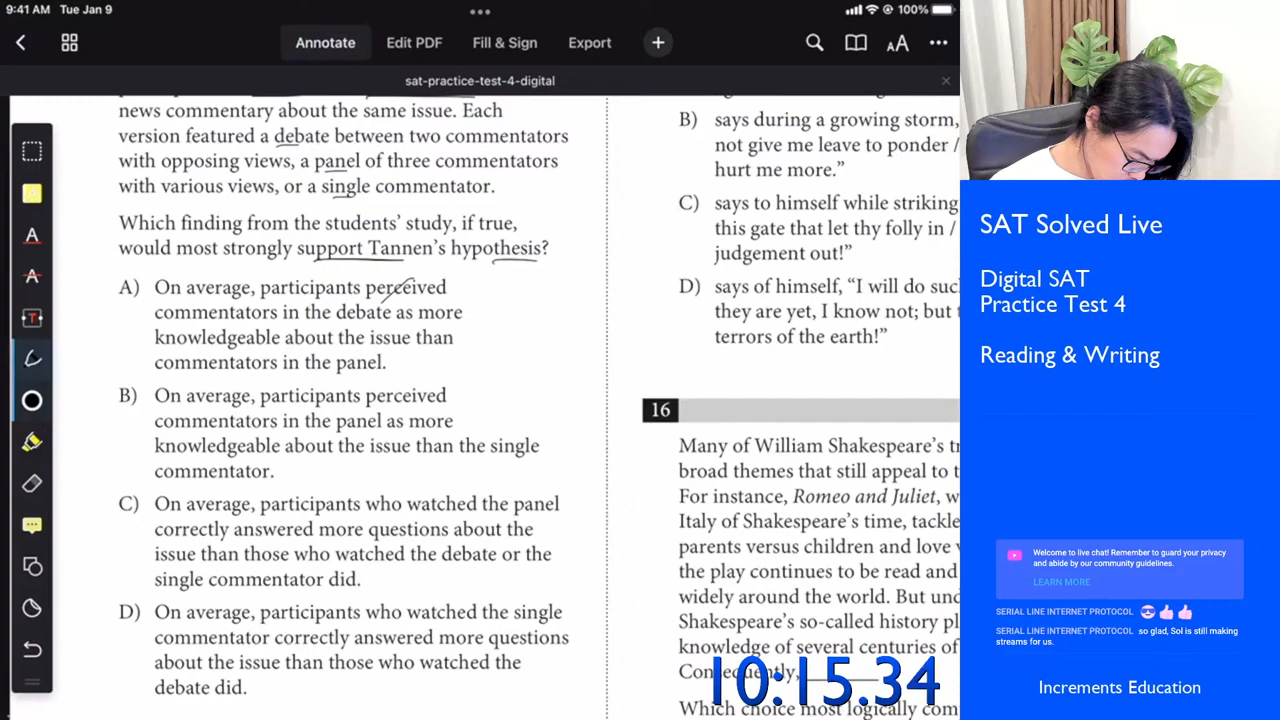 9:41 AM Tue Jan 9
100%
Annotate
Edit PDF
Fill & Sign
Export
sat-practice-test-4-digital
news commentary about the same issue. Each
version featured a debate between two commentators
with opposing views, a panel of three commentators
with various views, or a single commentator.
Which finding from the students' study, if true,
would most strongly support Tannen's hypothesis?
A) On average, participants perceived
commentators in the debate as more
knowledgeable about the issue than
commentators in the panel.
B) On average, participants perceived
commentators in the panel as more
knowledgeable about the issue than the single
commentator.
C) On average, participants who watched the panel
correctly answered more questions about the
issue than those who watched the debate or the
single commentator did.
D) On average, participants who watched the single
commentator correctly answered more questions
about the issue than those who watched the
debate did.
B) says during a growing storm,
not give me leave to ponder /
hurt me more."
C) says to himself while striking
this gate that let thy folly in /
judgement out!"
D) says of himself, "I will do suc
they are yet, I know not; but
terrors of the earth!"
16
Many of William Shakespeare's tr
broad themes that still appeal to t
For instance, Romeo and Juliet, w
Italy of Shakespeare's time, tackle
parents versus children and love
the play continues to be read and
widely around the world. But und
Shakespeare's so-called history pl
knowledge of several centuries of
Consequently,
Which choice most logically com
10:15.34
SAT Solved Live
Digital SAT
Practice Test 4
Reading & Writing
Welcome to live chat! Remember to guard your privacy
and abide by our community guidelines.
LEARN MORE
SERIAL LINE INTERNET PROTOCOL
SERIAL LINE INTERNET PROTOCOL so glad, Sol is still making
streams for us.
Increments Education